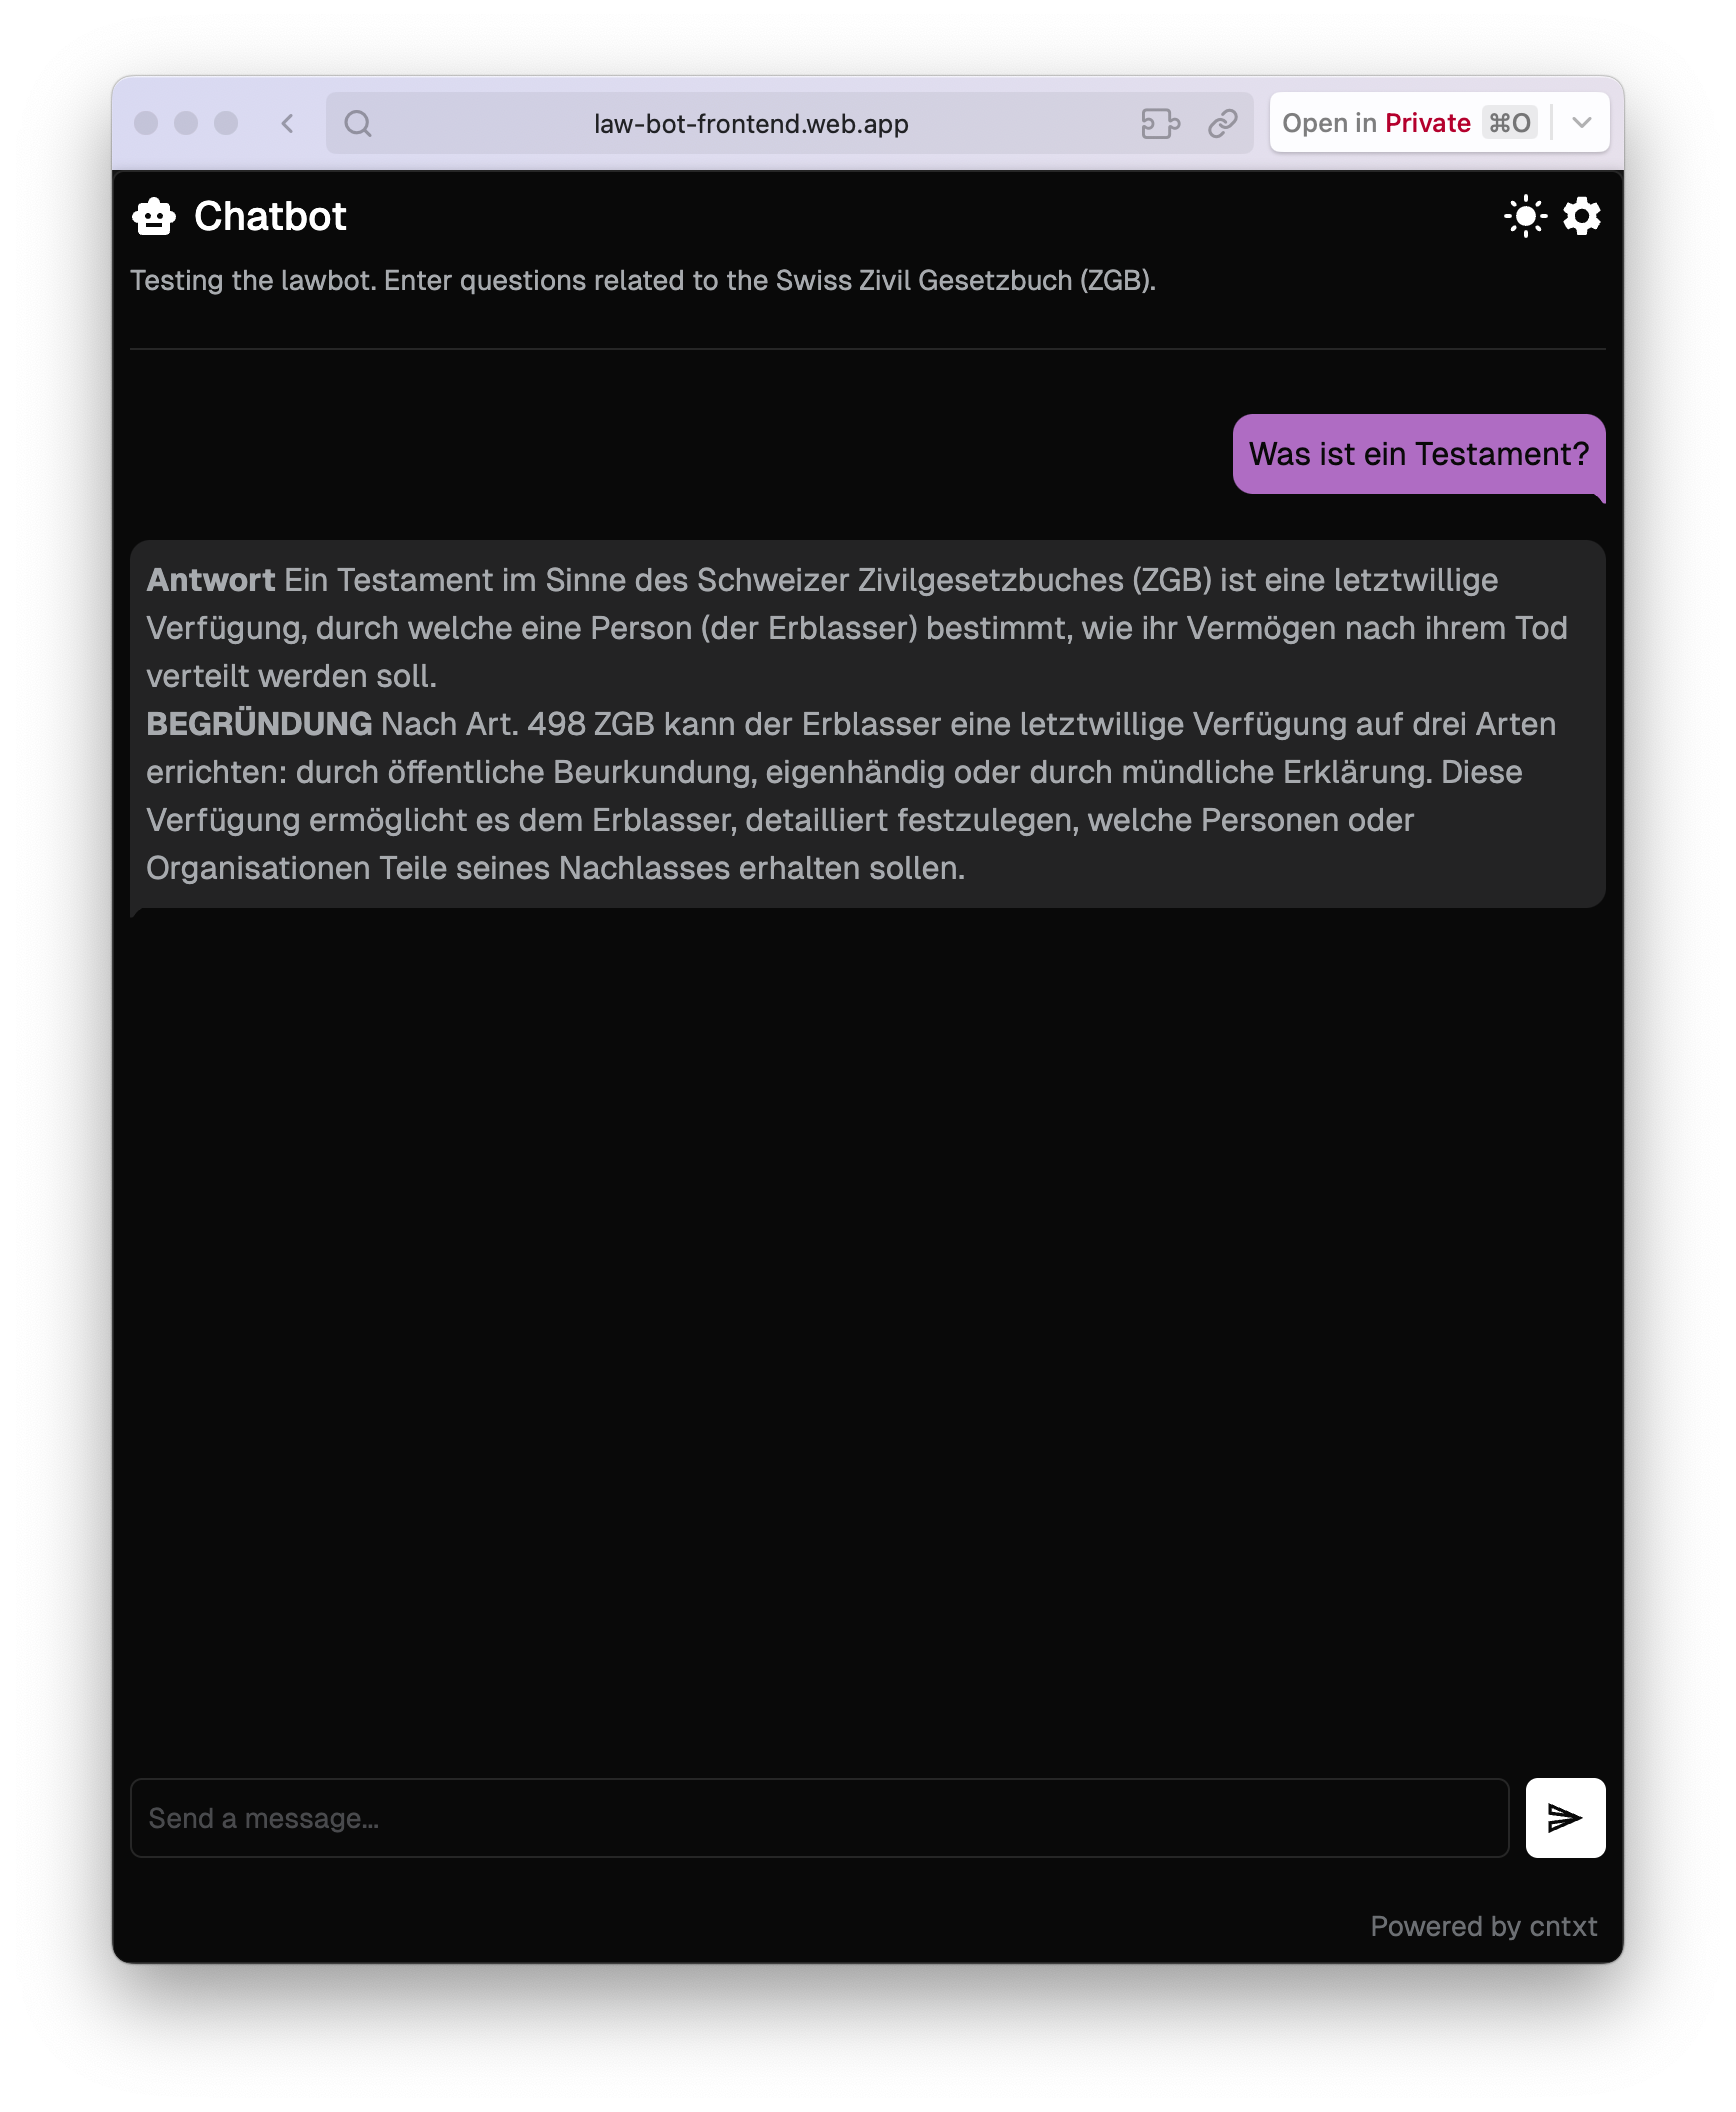 law-bot-frontend.web.app
Open in Private ⌘O
Chatbot
Testing the lawbot. Enter questions related to the Swiss Zivil Gesetzbuch (ZGB).
Was ist ein Testament?
Antwort Ein Testament im Sinne des Schweizer Zivilgesetzbuches (ZGB) ist eine letztwillige
Verfügung, durch welche eine Person (der Erblasser) bestimmt, wie ihr Vermögen nach ihrem Tod
verteilt werden soll.
BEGRÜNDUNG Nach Art. 498 ZGB kann der Erblasser eine letztwillige Verfügung auf drei Arten
errichten: durch öffentliche Beurkundung, eigenhändig oder durch mündliche Erklärung. Diese
Verfügung ermöglicht es dem Erblasser, detailliert festzulegen, welche Personen oder
Organisationen Teile seines Nachlasses erhalten sollen.
Send a message...
Powered by cntxt